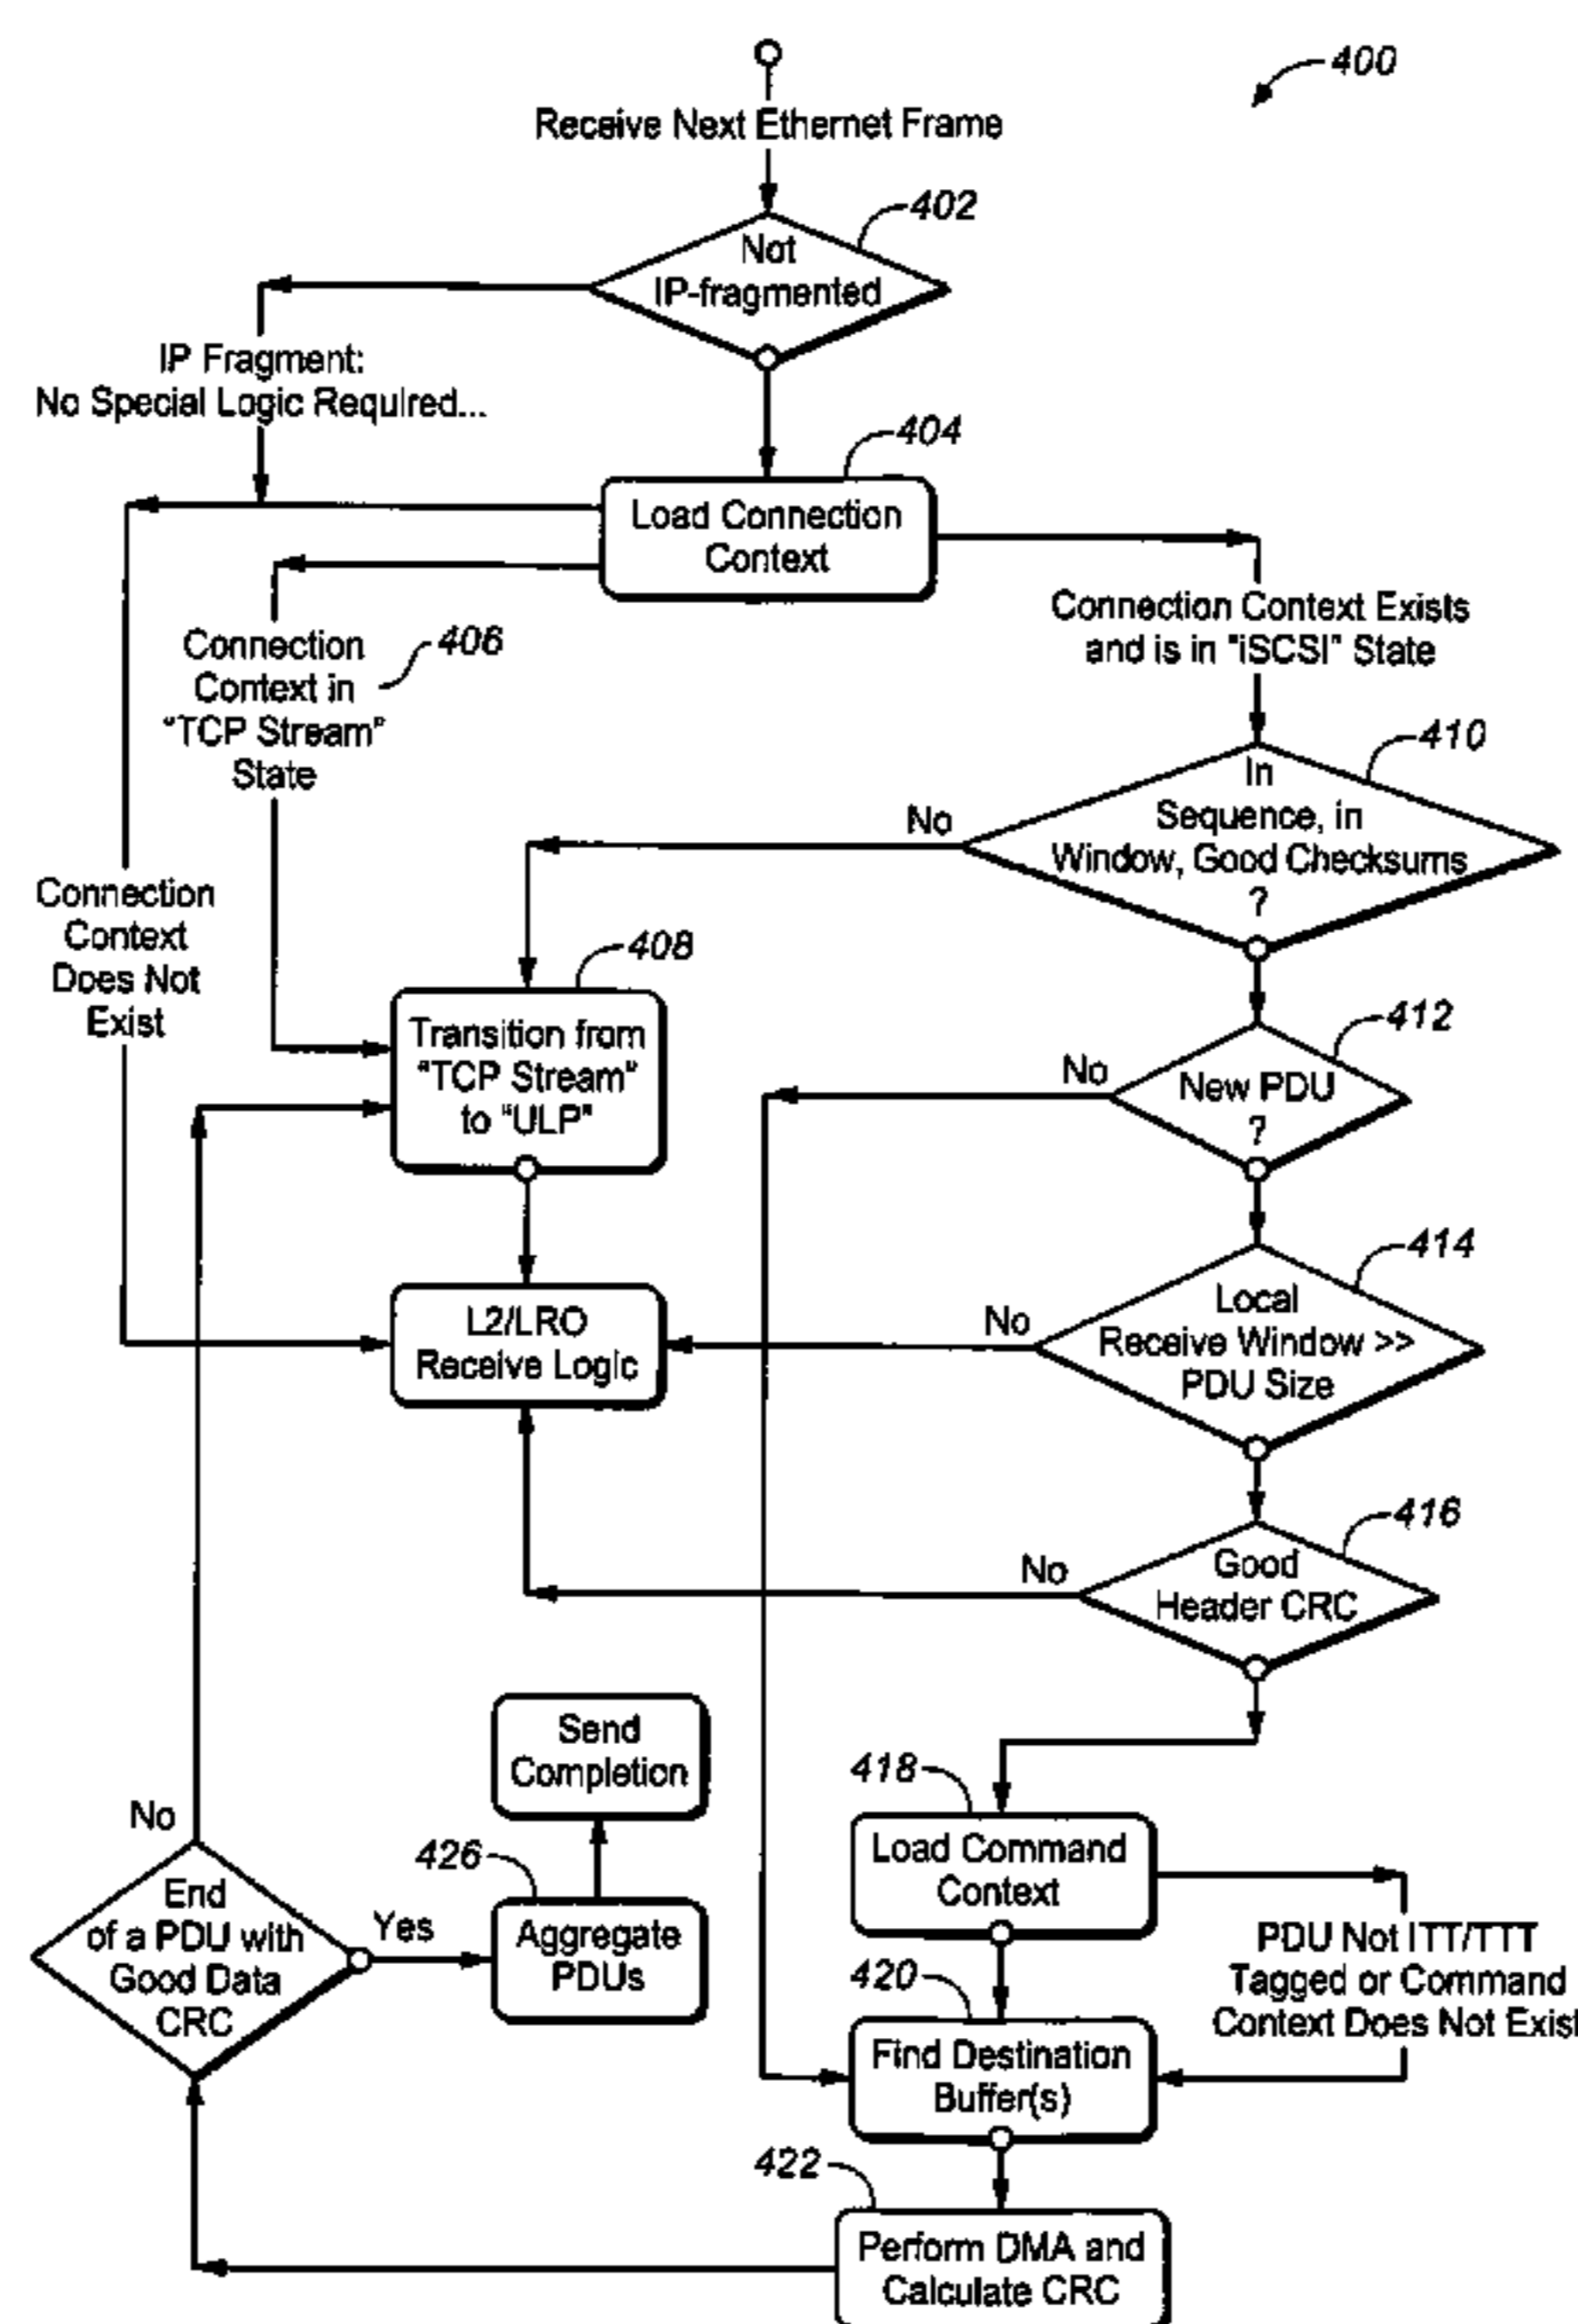 400
Receive Next Ethernet Frame
402
Not
IP-fragmented
IP Fragment:
No Special Logic Required...
404
Load Connection
Context
Connection Context Exists
and is in "iSCSI" State
Connection
Context in
"TCP Stream"
State
406
410
In
Sequence, in
Window, Good Checksums
?
No
Connection
Context
Does Not
Exist
408
Transition from
"TCP Stream"
to "ULP"
412
New PDU
?
No
414
Local
Receive Window >>
PDU Size
No
L2/LRO
Receive Logic
416
Good
Header CRC
No
Send
Completion
418
Load Command
Context
No
End
of a PDU with
Good Data
CRC
Yes
426
Aggregate
PDUs
PDU Not ITT/TTT
Tagged or Command
Context Does Not Exist
420
Find Destination
Buffer(s)
422
Perform DMA and
Calculate CRC